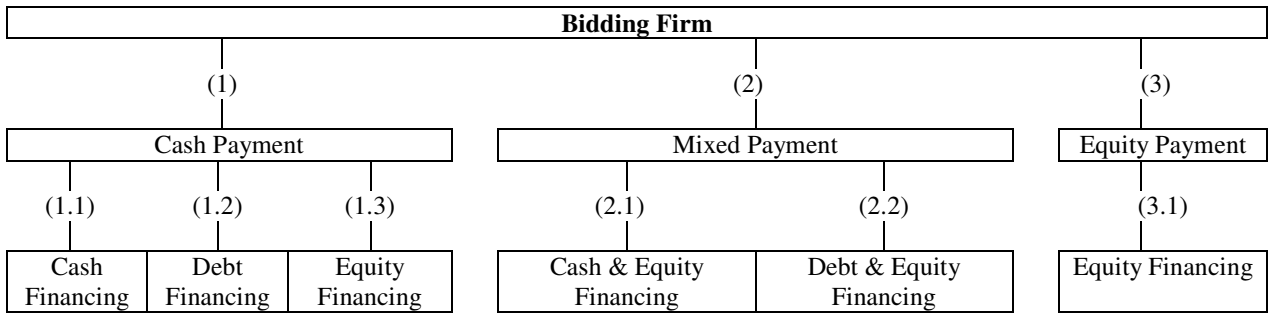 Bidding Firm
(1) (2) (3)
Cash Payment Mixed Payment Equity Payment
(1.1) (1.2) (1.3) (2.1) (2.2) (3.1)
Cash Debt Equity Cash & Equity Debt & Equity Equity Financing
Financing Financing Financing Financing Financing